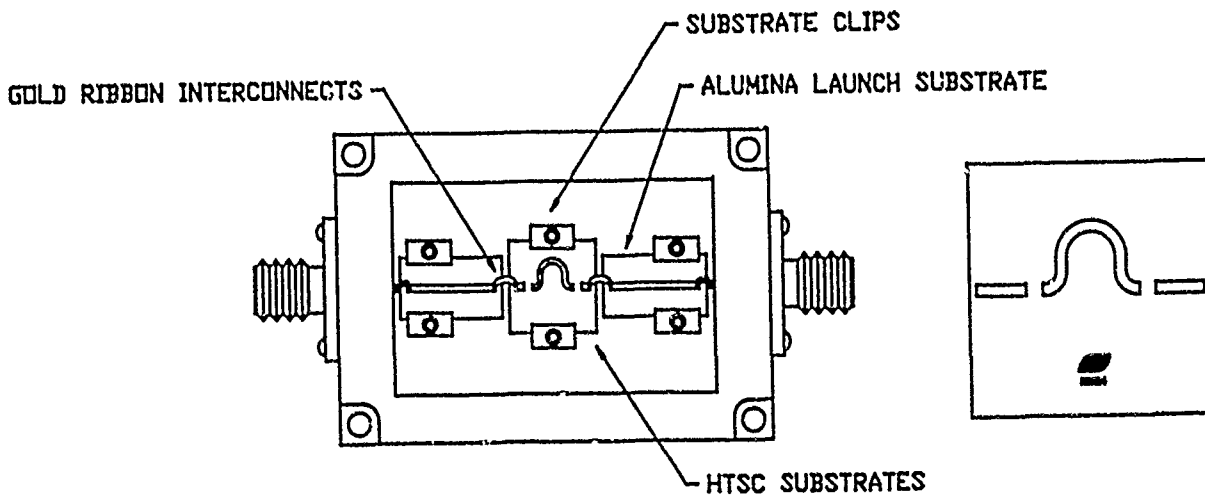 SUBSTRATE CLIPS
GOLD RIBBON INTERCONNECTS
ALUMINA LAUNCH SUBSTRATE
HTSC SUBSTRATES